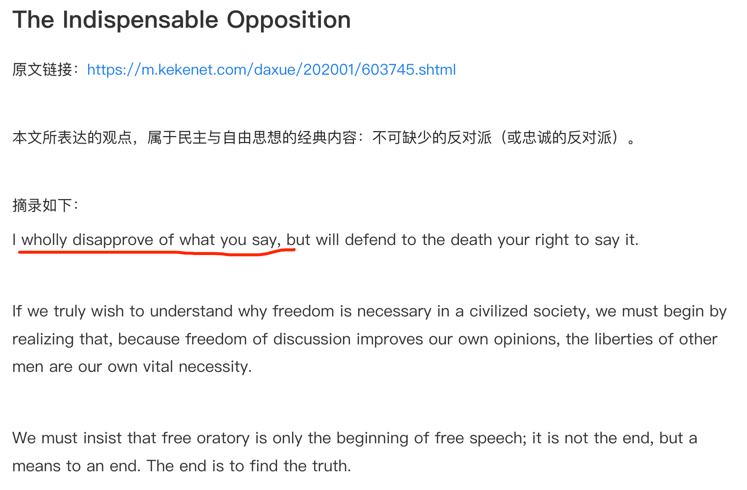 The Indispensable Opposition
原文链接：https://m.kekenet.com/daxue/202001/603745.shtml
本文所表达的观点，属于民主与自由思想的经典内容：不可缺少的反对派（或忠诚的反对派）。
摘录如下：
I wholly disapprove of what you say, but will defend to the death your right to say it.
If we truly wish to understand why freedom is necessary in a civilized society, we must begin by
realizing that, because freedom of discussion improves our own opinions, the liberties of other
men are our own vital necessity.
We must insist that free oratory is only the beginning of free speech; it is not the end, but a
means to an end. The end is to find the truth.